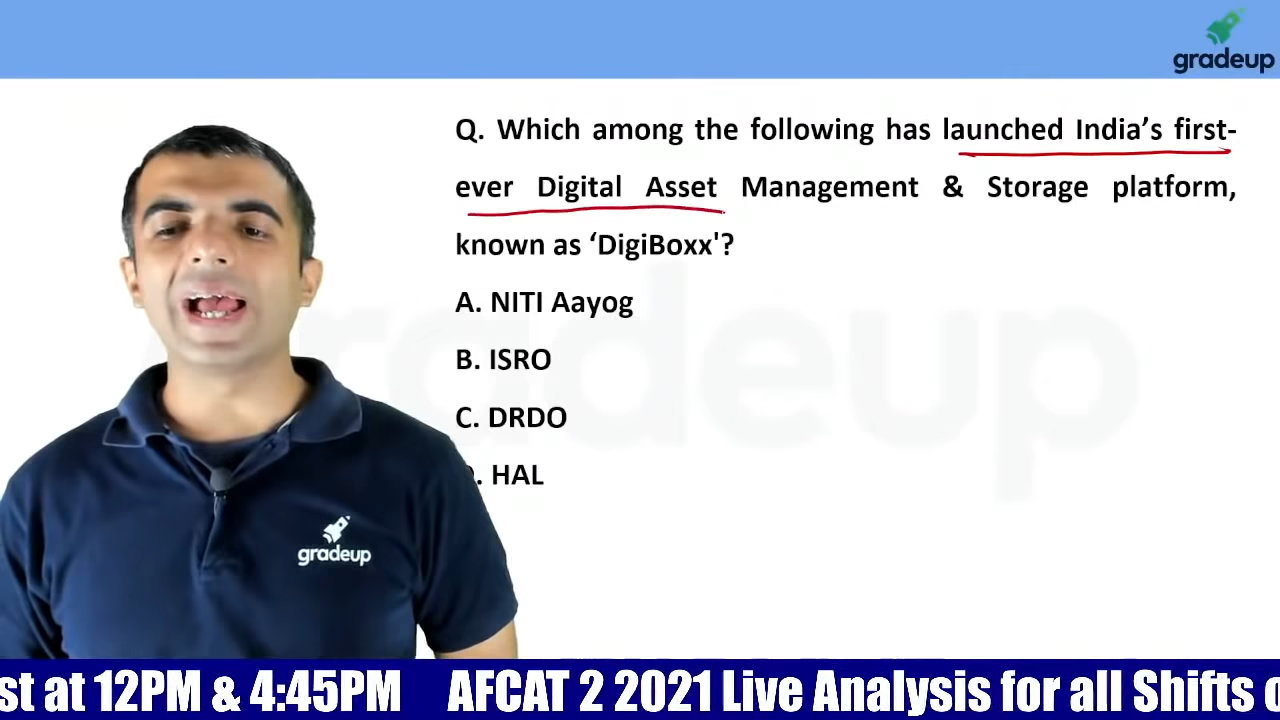 gradeup
Q. Which among the following has launched India’s first-
ever Digital Asset Management & Storage platform,
known as ‘DigiBoxx'?
A. NITI Aayog
B. ISRO
C. DRDO
D. HAL
gradeup
gradeup
st at 12PM & 4:45PM AFCAT 2 2021 Live Analysis for all Shifts o